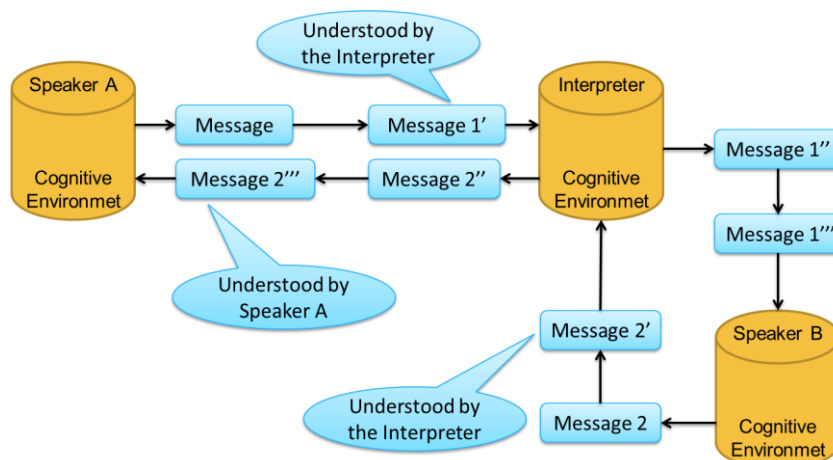 Understood by
the Interpreter
Speaker A
Interpreter
Message
Message 1'
Message 1''
Cognitive
Environmet
Message 2'''
Message 2''
Cognitive
Environmet
Message 1'''
Understood by
Speaker A
Message 2'
Speaker B
Understood by
the Interpreter
Message 2
Cognitive
Environmet